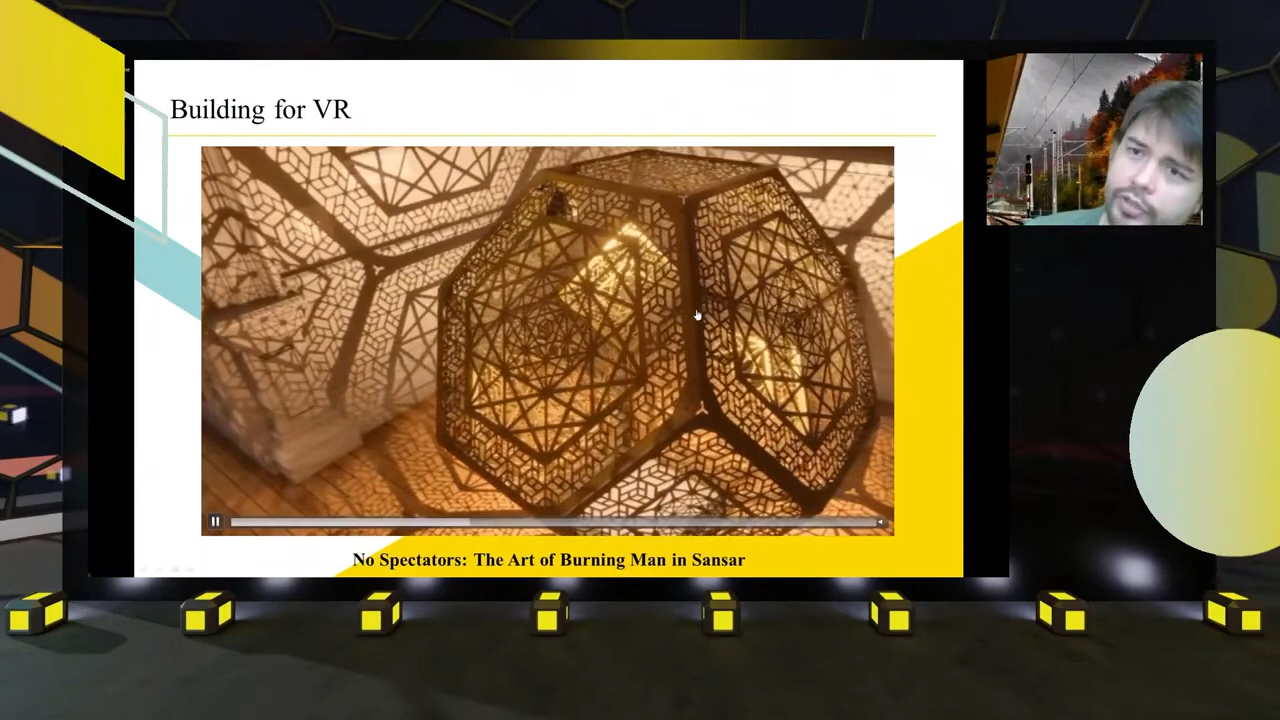 Building for VR
No Spectators: The Art of Burning Man in Sansar